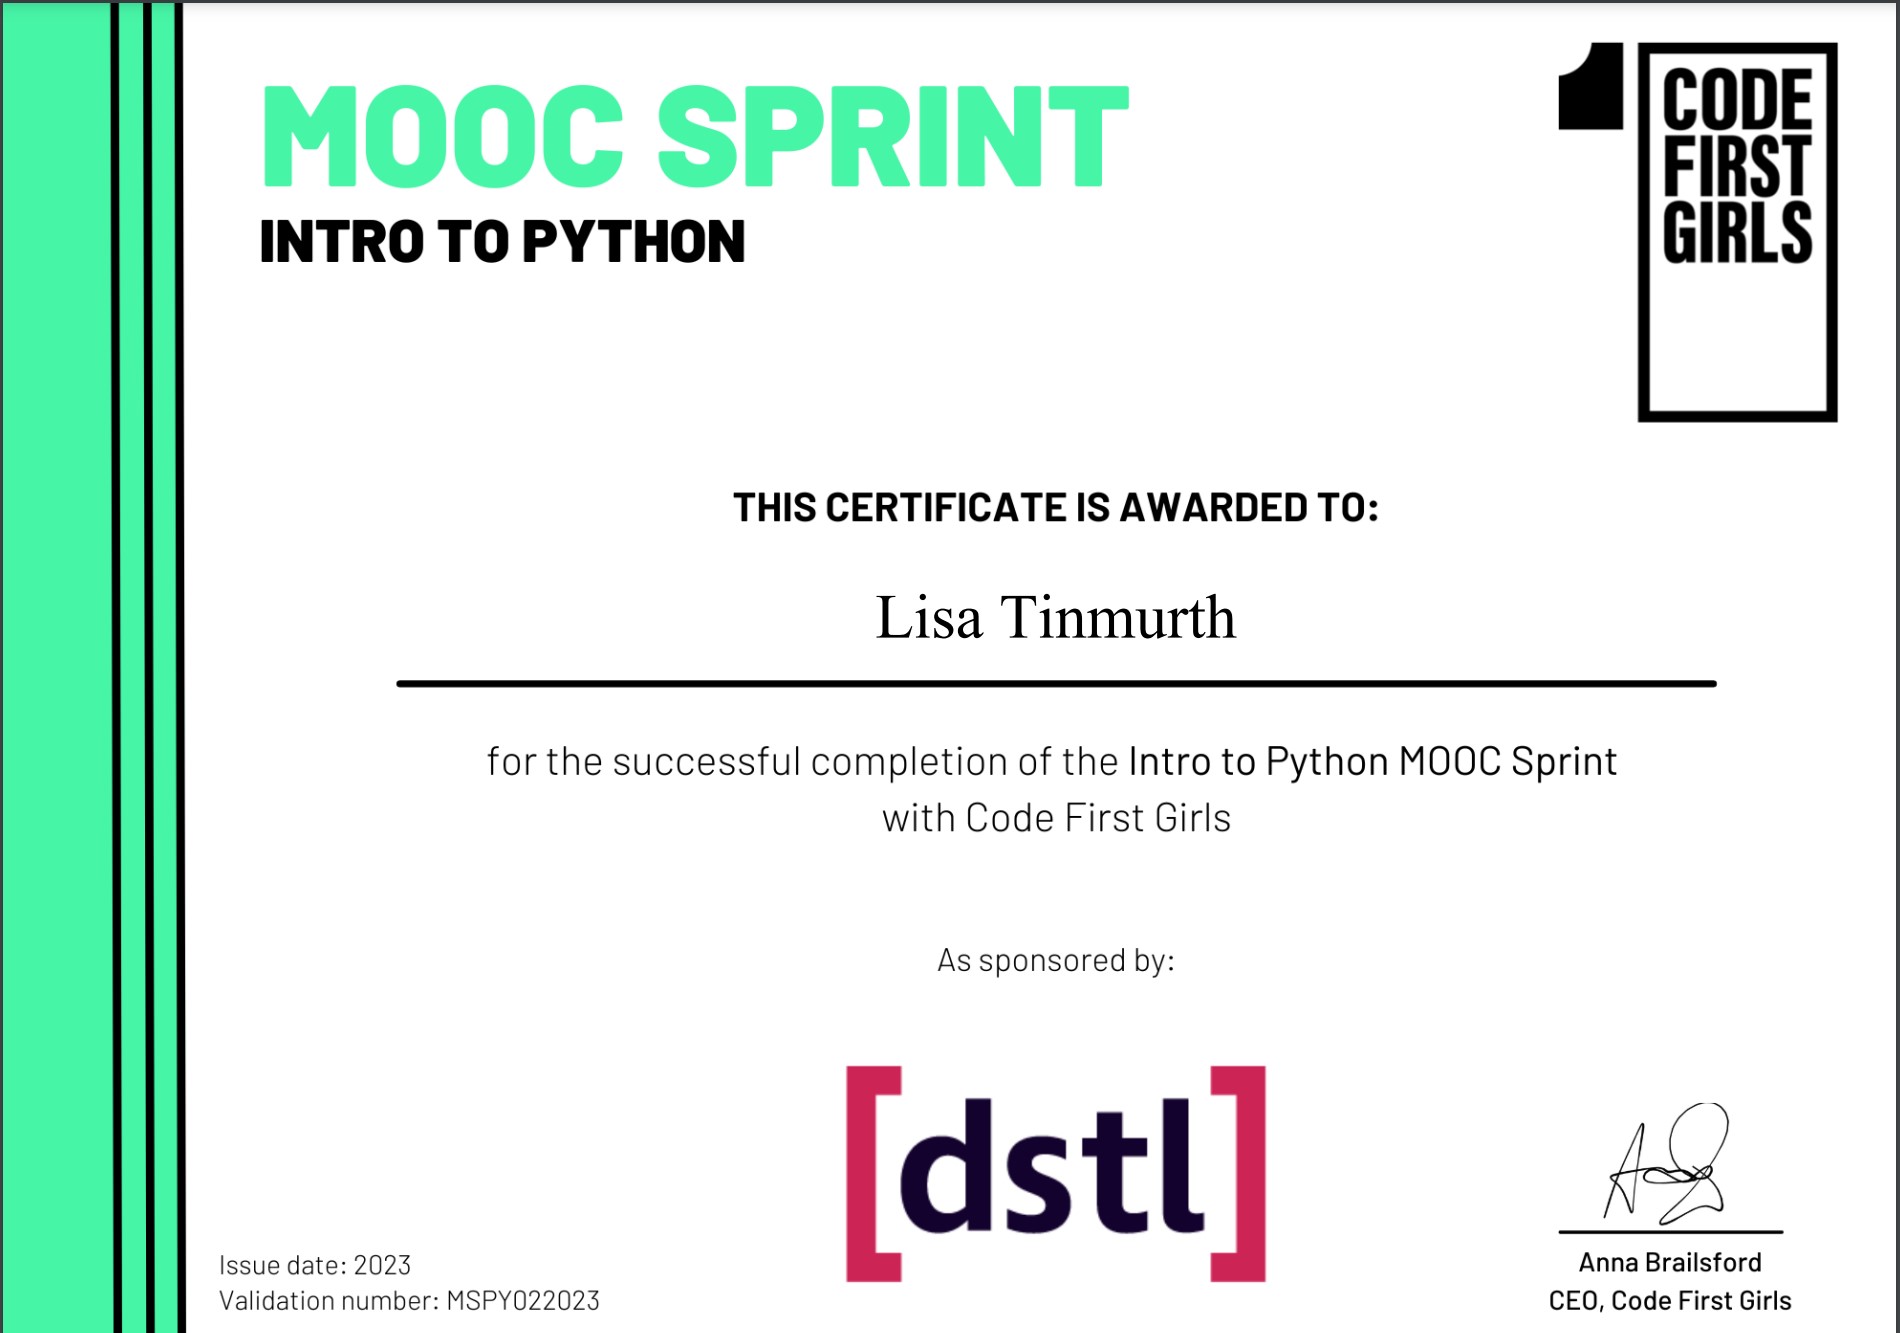 MOOC SPRINT
INTRO TO PYTHON
CODE
FIRST
GIRLS
THIS CERTIFICATE IS AWARDED TO:
Lisa Tinmurth
for the successful completion of the Intro to Python MOOC Sprint
with Code First Girls
As sponsored by:
[dstl]
Issue date: 2023
Validation number: MSPY022023
Anna Brailsford
CEO, Code First Girls